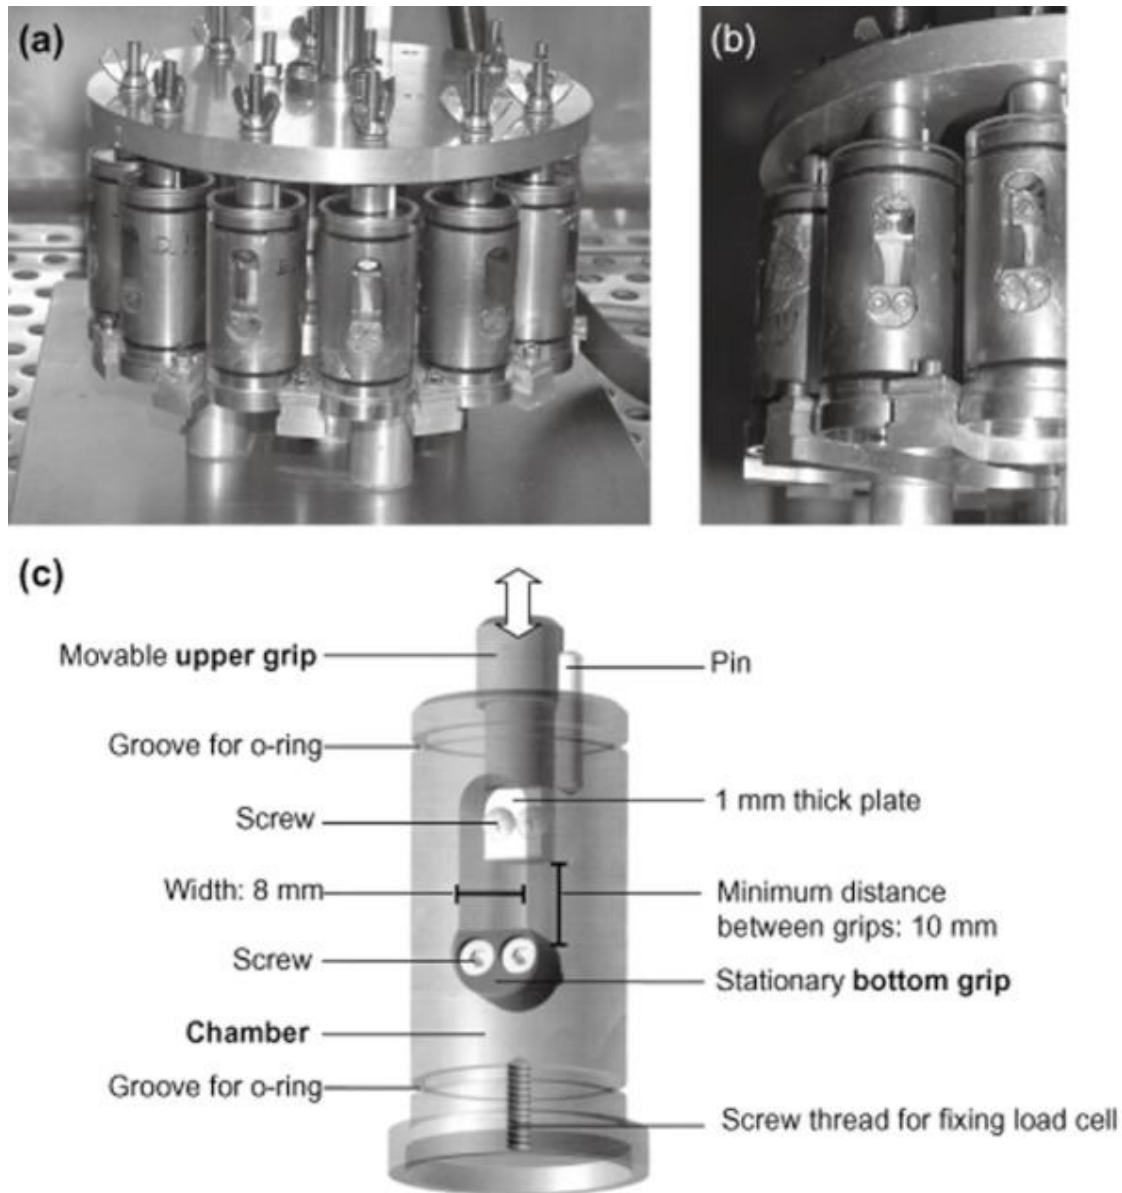 (a)
(b)
(c)
Movable upper grip
Pin
Groove for o-ring
1 mm thick plate
Screw
Width: 8 mm
Minimum distance
between grips: 10 mm
Screw
Stationary bottom grip
Chamber
Groove for o-ring
Screw thread for fixing load cell